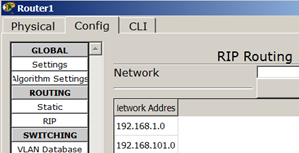 Router1
Physical Config CLI
GLOBAL
Settings
Algorithm Settings
ROUTING
Static
RIP
SWITCHING
VLAN Database
RIP Routing
Network
Network Addres
192.168.1.0
192.168.101.0